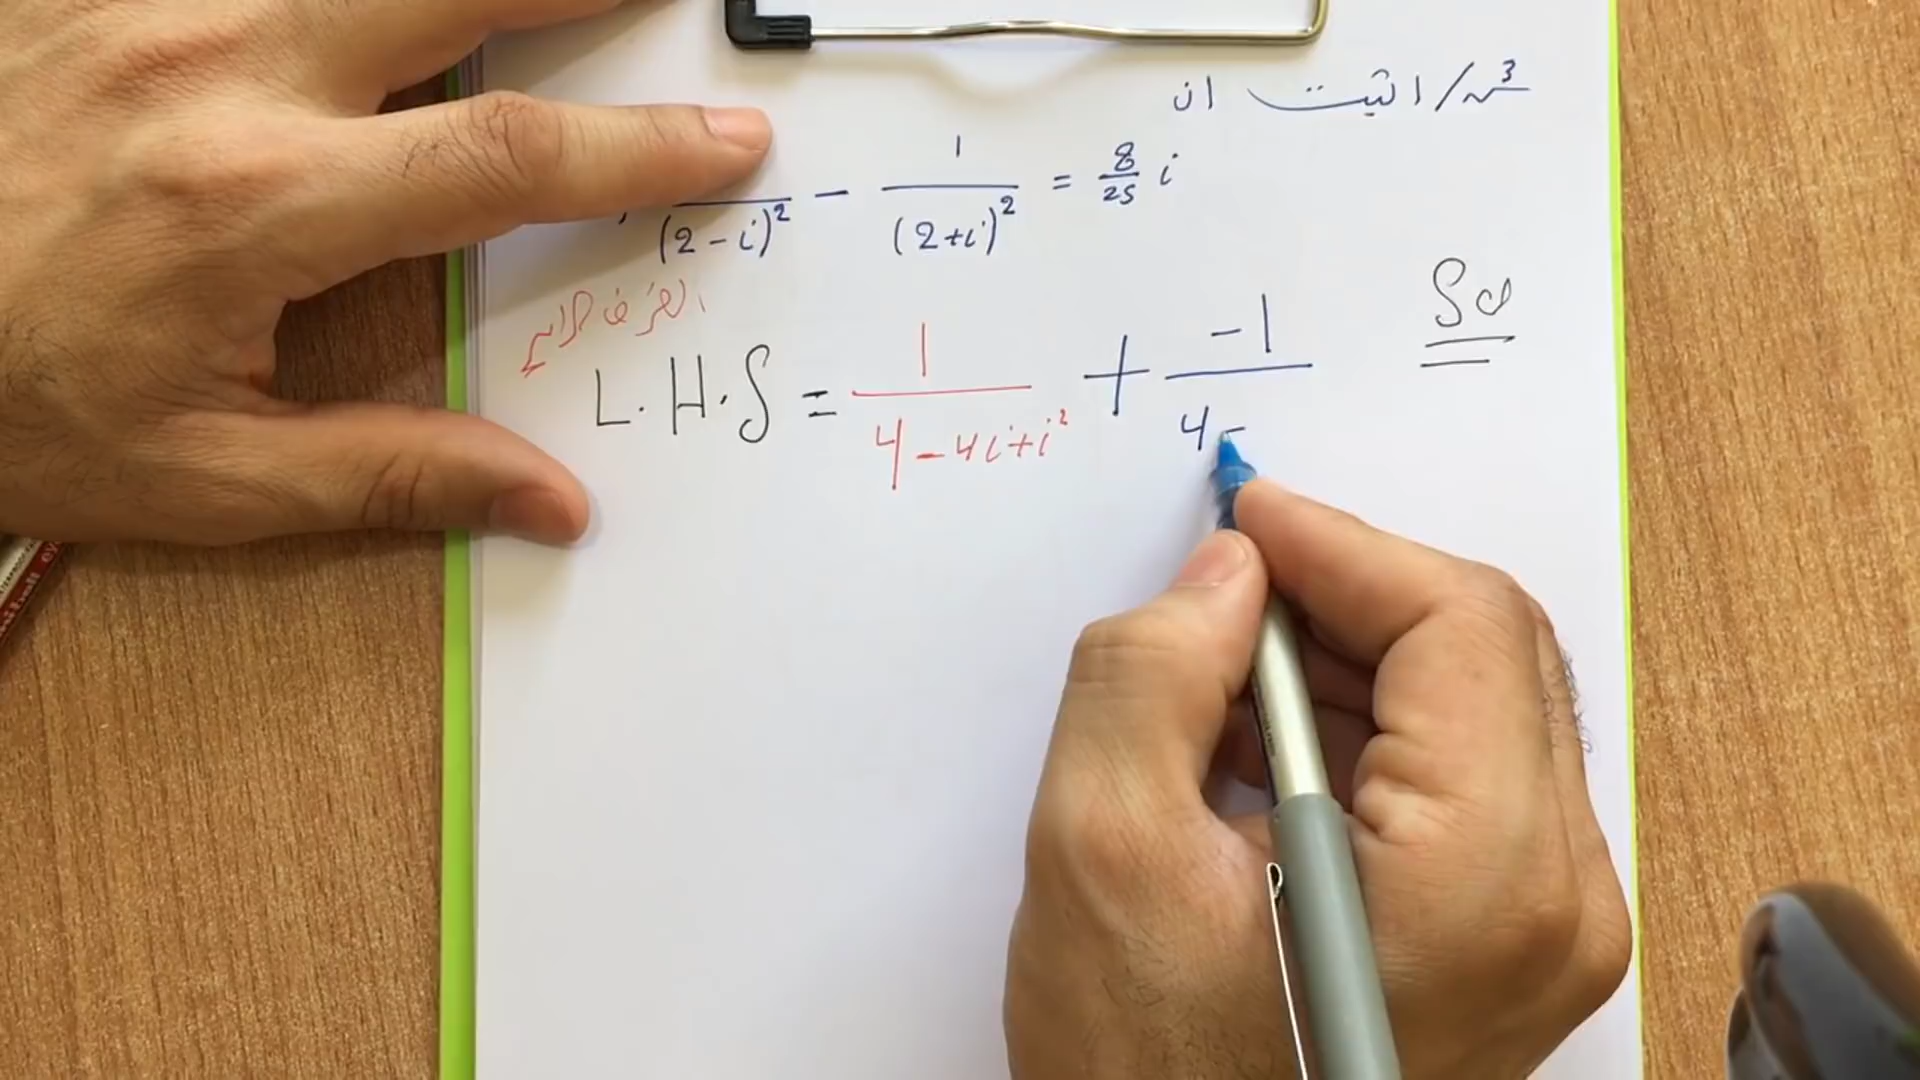 س3/ اثبت ان
/(2-i)² - 1/(2+i)² = 8/25 i
Sol
الطرف الايسر
L.H.S = 1/(4-4i+i²) + -1/(4-